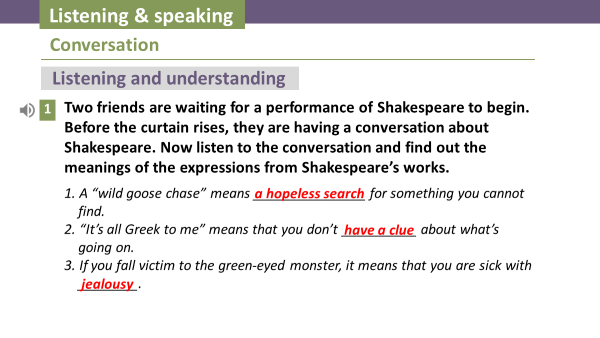 Listening & speaking
Conversation
Listening and understanding
1 Two friends are waiting for a performance of Shakespeare to begin.
Before the curtain rises, they are having a conversation about
Shakespeare. Now listen to the conversation and find out the
meanings of the expressions from Shakespeare’s works.
1. A “wild goose chase” means a hopeless search for something you cannot
find.
2. “It’s all Greek to me” means that you don’t have a clue about what’s
going on.
3. If you fall victim to the green-eyed monster, it means that you are sick with
jealousy.